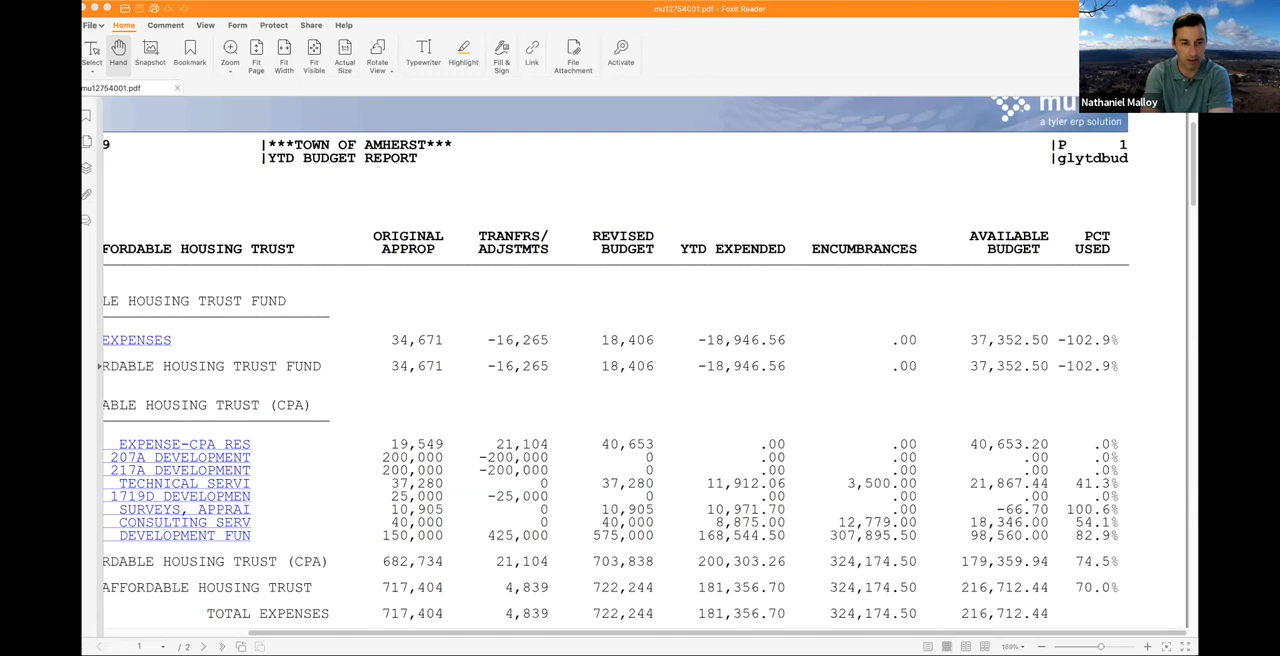 mu12754001.pdf - Foxit Reader
File Home Comment View Form Protect Share Help
Select Hand Snapshot Bookmark Zoom Fit Page Fit Width Fit Visible Actual Size Rotate View Typewriter Highlight Fill & Sign Link File Attachment Activate
mu12754001.pdf
Nathaniel Malloy
mu
a tyler erp solution
9 |***TOWN OF AMHERST*** |P 1
|YTD BUDGET REPORT |glytdbud
ORIGINAL TRANFRS/ REVISED AVAILABLE PCT
FORDABLE HOUSING TRUST APPROP ADJSTMTS BUDGET YTD EXPENDED ENCUMBRANCES BUDGET USED
LE HOUSING TRUST FUND
EXPENSES 34,671 -16,265 18,406 -18,946.56 .00 37,352.50 -102.9%
RDABLE HOUSING TRUST FUND 34,671 -16,265 18,406 -18,946.56 .00 37,352.50 -102.9%
ABLE HOUSING TRUST (CPA)
EXPENSE-CPA RES 19,549 21,104 40,653 .00 .00 40,653.20 .0%
207A DEVELOPMENT 200,000 -200,000 0 .00 .00 .00 .0%
217A DEVELOPMENT 200,000 -200,000 0 .00 .00 .00 .0%
TECHNICAL SERVI 37,280 0 37,280 11,912.06 3,500.00 21,867.44 41.3%
1719D DEVELOPMEN 25,000 -25,000 0 .00 .00 .00 .0%
SURVEYS, APPRAI 10,905 0 10,905 10,971.70 .00 -66.70 100.6%
CONSULTING SERV 40,000 0 40,000 8,875.00 12,779.00 18,346.00 54.1%
DEVELOPMENT FUN 150,000 425,000 575,000 168,544.50 307,895.50 98,560.00 82.9%
RDABLE HOUSING TRUST (CPA) 682,734 21,104 703,838 200,303.26 324,174.50 179,359.94 74.5%
AFFORDABLE HOUSING TRUST 717,404 4,839 722,244 181,356.70 324,174.50 216,712.44 70.0%
TOTAL EXPENSES 717,404 4,839 722,244 181,356.70 324,174.50 216,712.44
1 / 2 169%